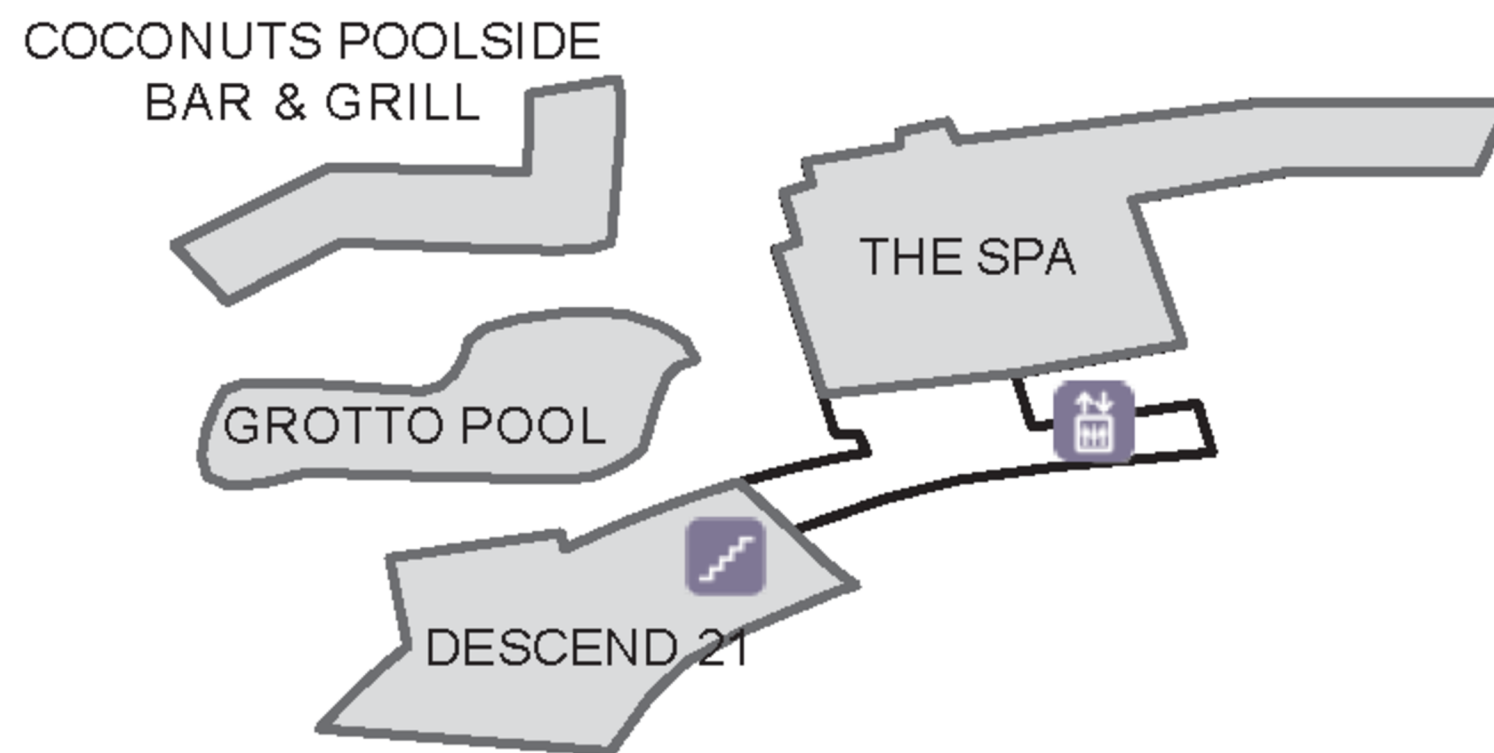 COCONUTS POOLSIDE
BAR & GRILL
THE SPA
GROTTO POOL
DESCEND 21